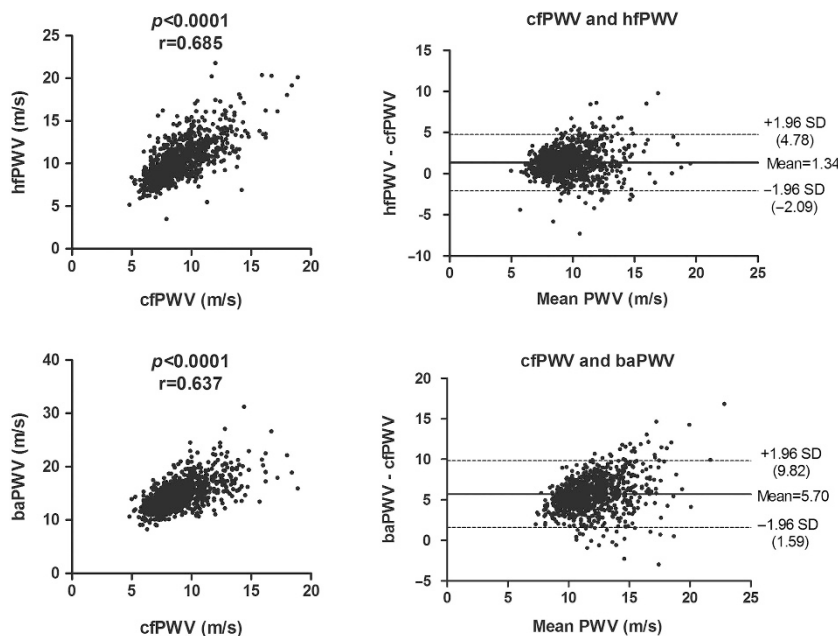 p<0.0001
r=0.685
25
20
15
10
5
0
hfPWV (m/s)
0 5 10 15 20
cfPWV (m/s)
cfPWV and hfPWV
15
10
5
0
−5
−10
hfPWV - cfPWV
+1.96 SD
(4.78)
Mean=1.34
−1.96 SD
(−2.09)
0 5 10 15 20 25
Mean PWV (m/s)
p<0.0001
r=0.637
40
30
20
10
0
baPWV (m/s)
0 5 10 15 20
cfPWV (m/s)
cfPWV and baPWV
20
15
10
5
0
−5
baPWV - cfPWV
+1.96 SD
(9.82)
Mean=5.70
−1.96 SD
(1.59)
0 5 10 15 20 25
Mean PWV (m/s)